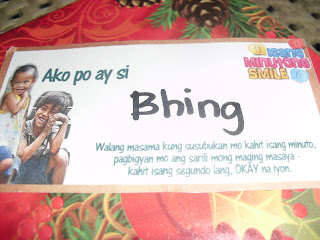 isang
minutong
SMILE
Ako po ay si
Bhing
Walang masama kung susubukan mo kahit isang minuto,
pagbigyan mo ang sarili mong maging masaya -
kahit isang segundo lang, OKAY na iyon.